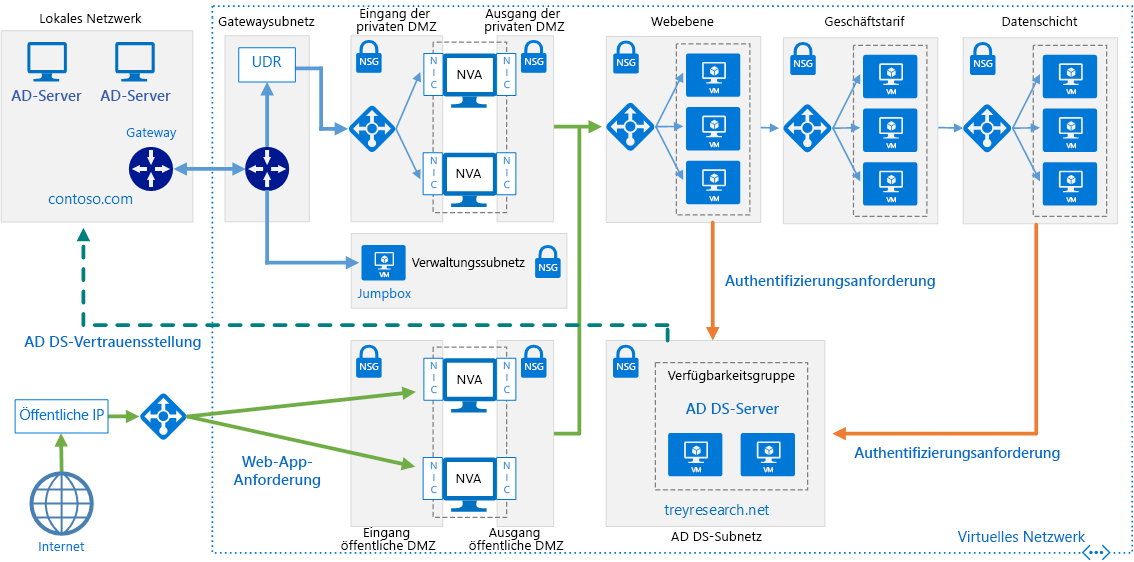 Lokales Netzwerk
AD-Server
AD-Server
Gateway
contoso.com
Gatewaysubnetz
UDR
Eingang der
privaten DMZ
NSG
NIC
NVA
NIC
NIC
NVA
NIC
Ausgang der
privaten DMZ
NSG
Webebene
NSG
VM
VM
VM
Geschäftstarif
NSG
VM
VM
VM
Datenschicht
NSG
VM
VM
VM
VM
Jumpbox
Verwaltungssubnetz
NSG
Authentifizierungsanforderung
AD DS-Vertrauensstellung
Öffentliche IP
Internet
Web-App-
Anforderung
NSG
NIC
NVA
NIC
NIC
NVA
NIC
NSG
Eingang
öffentliche DMZ
Ausgang
öffentliche DMZ
NSG
Verfügbarkeitsgruppe
AD DS-Server
VM
VM
treyresearch.net
AD DS-Subnetz
Authentifizierungsanforderung
Virtuelles Netzwerk